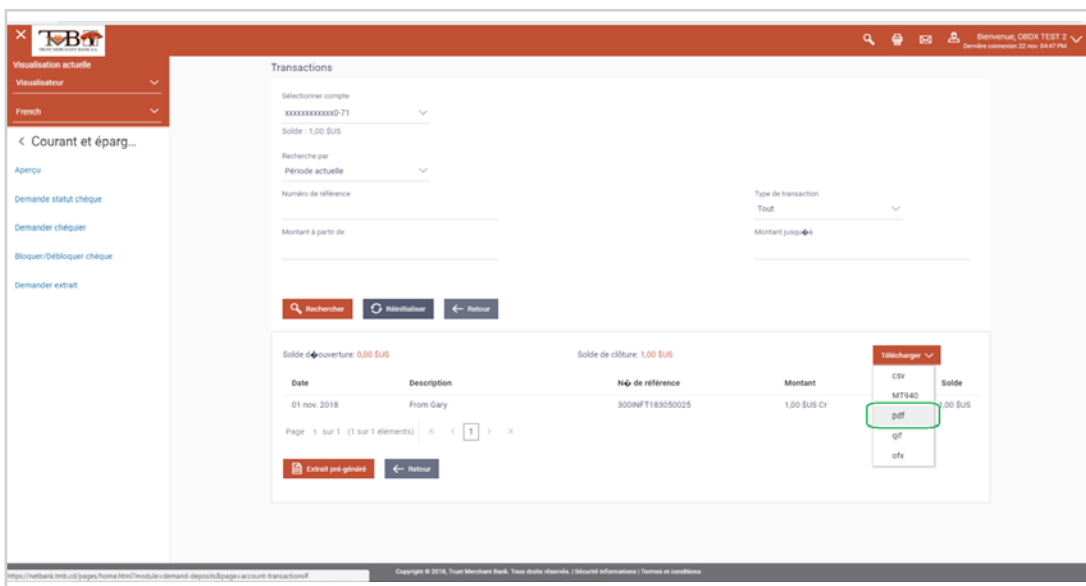 TMB
TRUST MERCHANT BANK S.A.
Bienvenue, OBDX TEST 2
Dernière connexion 22 nov. 04:47 PM
Visualisation actuelle
Visualisateur
French
Courant et éparg...
Aperçu
Demande statut chèque
Demander chéquier
Bloquer/Débloquer chèque
Demander extrait
Transactions
Sélectionner compte
xxxxxxxxxxxx0-71
Solde : 1,00 $US
Recherche par
Période actuelle
Numéro de référence
Type de transaction
Tout
Montant à partir de
Montant jusqu�à
Rechercher
Réinitialiser
Retour
Solde d�ouverture: 0,00 $US
Solde de clôture: 1,00 $US
Télécharger
csv
MT940
pdf
qif
ofx
Date Description N� de référence Montant Solde
01 nov. 2018 From Gary 300INFT183050025 1,00 $US Cr 1,00 $US
Page 1 sur 1 (1 sur 1 éléments) K < 1 > >|
Extrait pré-généré
Retour
https://netbank.tmb.cd/pages/home.html?module=demand-deposits&page=account-transactions#
Copyright © 2018, Trust Merchant Bank. Tous droits réservés. | Sécurité informations | Termes et conditions